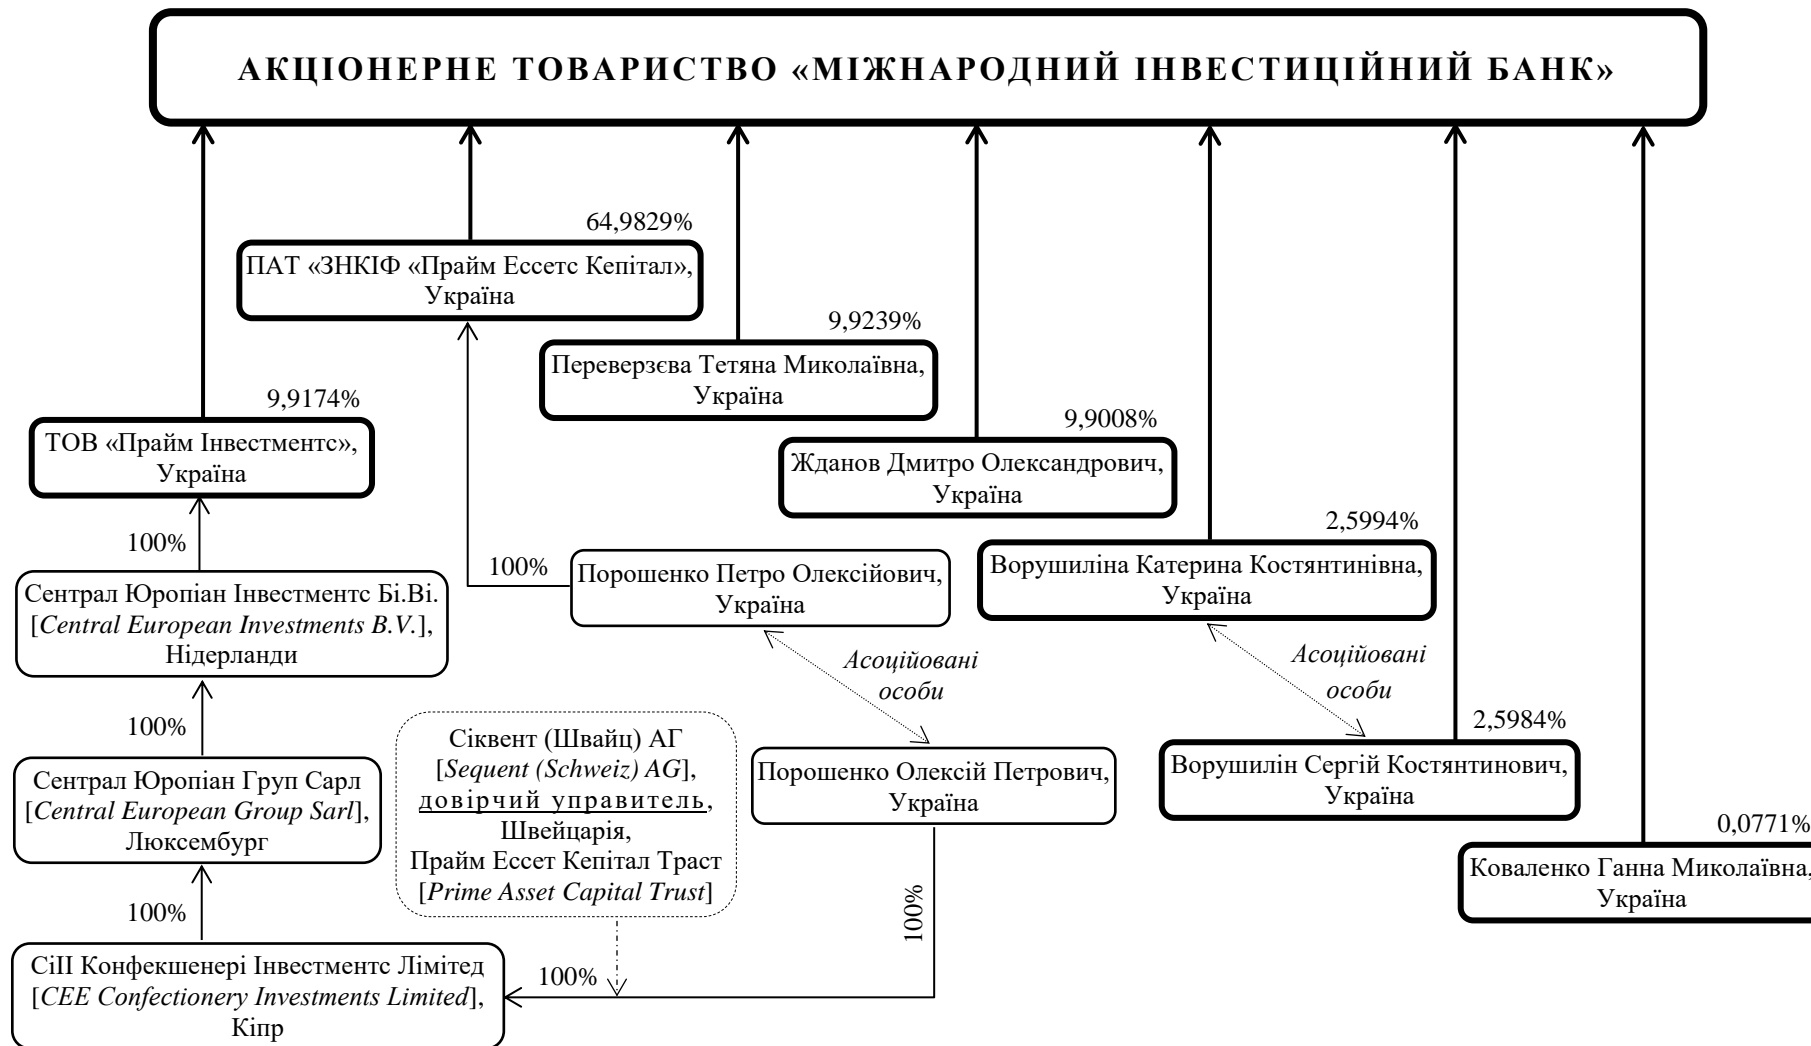 АКЦІОНЕРНЕ ТОВАРИСТВО «МІЖНАРОДНИЙ ІНВЕСТИЦІЙНИЙ БАНК»
64,9829%
ПАТ «ЗНКІФ «Прайм Ессетс Кепітал»,
Україна
9,9239%
Переверзєва Тетяна Миколаївна,
Україна
9,9174%
ТОВ «Прайм Інвестментс»,
Україна
9,9008%
Жданов Дмитро Олександрович,
Україна
2,5994%
Ворушиліна Катерина Костянтинівна,
Україна
100%
Сентрал Юропіан Інвестментс Бі.Ві.
[Central European Investments B.V.],
Нідерланди
100%
Порошенко Петро Олексійович,
Україна
Асоційовані
особи
Асоційовані
особи
2,5984%
Ворушилін Сергій Костянтинович,
Україна
100%
Сентрал Юропіан Груп Сарл
[Central European Group Sarl],
Люксембург
Сіквент (Швайц) АГ
[Sequent (Schweiz) AG],
довірчий управитель,
Швейцарія,
Прайм Ессет Кепітал Траст
[Prime Asset Capital Trust]
Порошенко Олексій Петрович,
Україна
0,0771%
Коваленко Ганна Миколаївна,
Україна
100%
100%
100%
СіІІ Конфекшенері Інвестментс Лімітед
[CEE Confectionery Investments Limited],
Кіпр